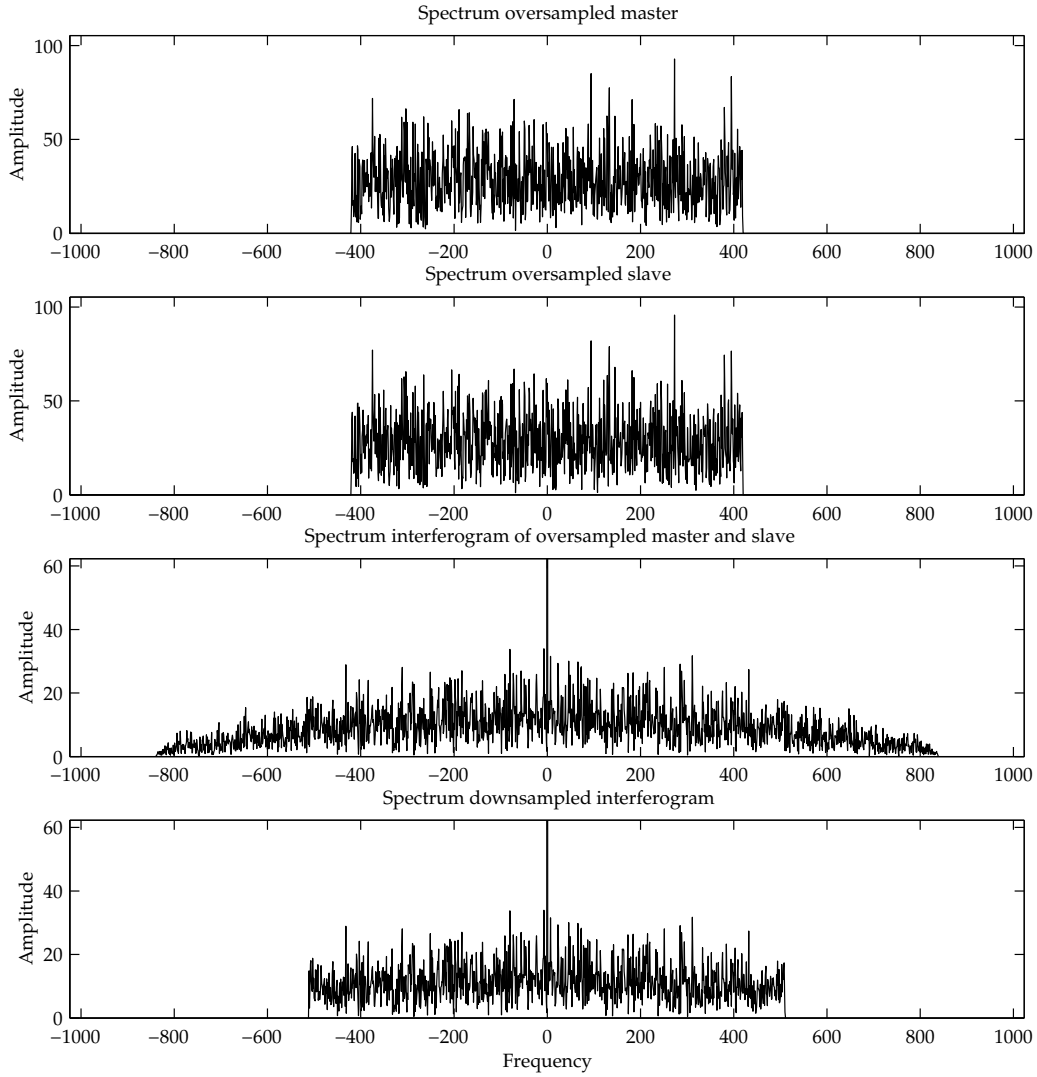 Spectrum oversampled master
100
50
0
Amplitude
−1000 −800 −600 −400 −200 0 200 400 600 800 1000
Spectrum oversampled slave
100
50
0
Amplitude
−1000 −800 −600 −400 −200 0 200 400 600 800 1000
Spectrum interferogram of oversampled master and slave
60
40
20
0
Amplitude
−1000 −800 −600 −400 −200 0 200 400 600 800 1000
Spectrum downsampled interferogram
60
40
20
0
Amplitude
−1000 −800 −600 −400 −200 0 200 400 600 800 1000
Frequency